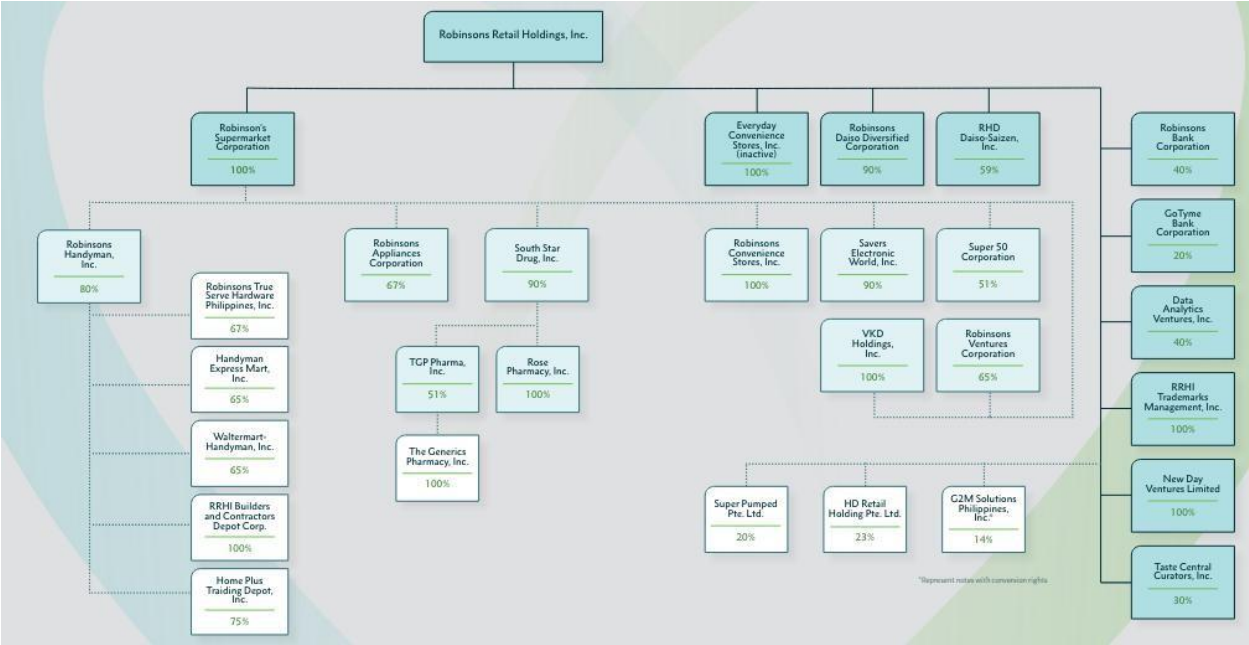 Robinsons Retail Holdings, Inc.
Robinson's
Supermarket
Corporation
100%
Everyday
Convenience
Stores, Inc.
(inactive)
100%
Robinsons
Daiso Diversified
Corporation
90%
RHD
Daiso-Saizen,
Inc.
59%
Robinsons
Bank
Corporation
40%
GoTyme
Bank
Corporation
20%
Data
Analytics
Ventures, Inc.
40%
RRHI
Trademarks
Management, Inc.
100%
New Day
Ventures Limited
100%
Taste Central
Curators, Inc.
30%
Robinsons
Handyman,
Inc.
80%
Robinsons True
Serve Hardware
Philippines, Inc.
67%
Handyman
Express Mart,
Inc.
65%
Waltermart-
Handyman, Inc.
65%
RRHI Builders
and Contractors
Depot Corp.
100%
Home Plus
Traiding Depot,
Inc.
75%
Robinsons
Appliances
Corporation
67%
South Star
Drug, Inc.
90%
TGP Pharma,
Inc.
51%
Rose
Pharmacy, Inc.
100%
The Generics
Pharmacy, Inc.
100%
Robinsons
Convenience
Stores, Inc.
100%
Savers
Electronic
World, Inc.
90%
Super 50
Corporation
51%
VKD
Holdings,
Inc.
100%
Robinsons
Ventures
Corporation
65%
Super Pumped
Pte. Ltd.
20%
HD Retail
Holding Pte. Ltd.
23%
G2M Solutions
Philippines,
Inc.*
14%
*Represent notes with conversion rights